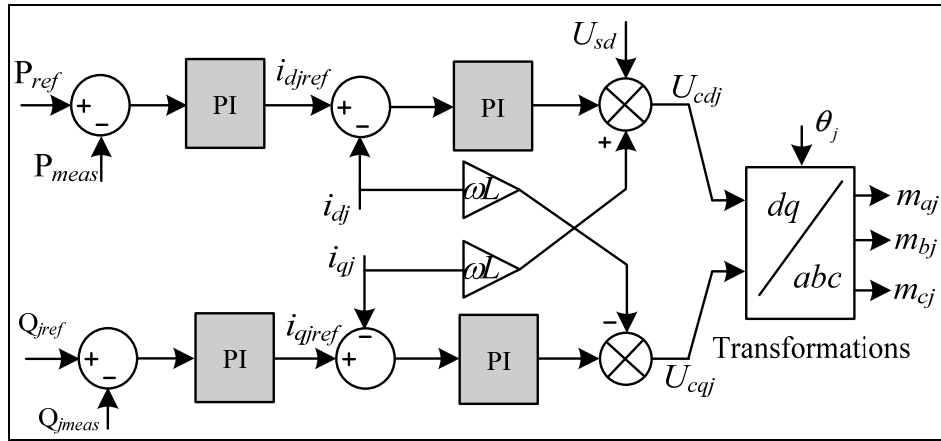 P_ref
+
−
P_meas
PI
i_djref
+
−
i_dj
PI
U_sd
+
U_cdj
ωL
ωL
θ_j
dq
abc
m_aj
m_bj
m_cj
Transformations
i_qj
Q_jref
+
−
Q_jmeas
PI
i_qjref
−
+
PI
−
U_cqj